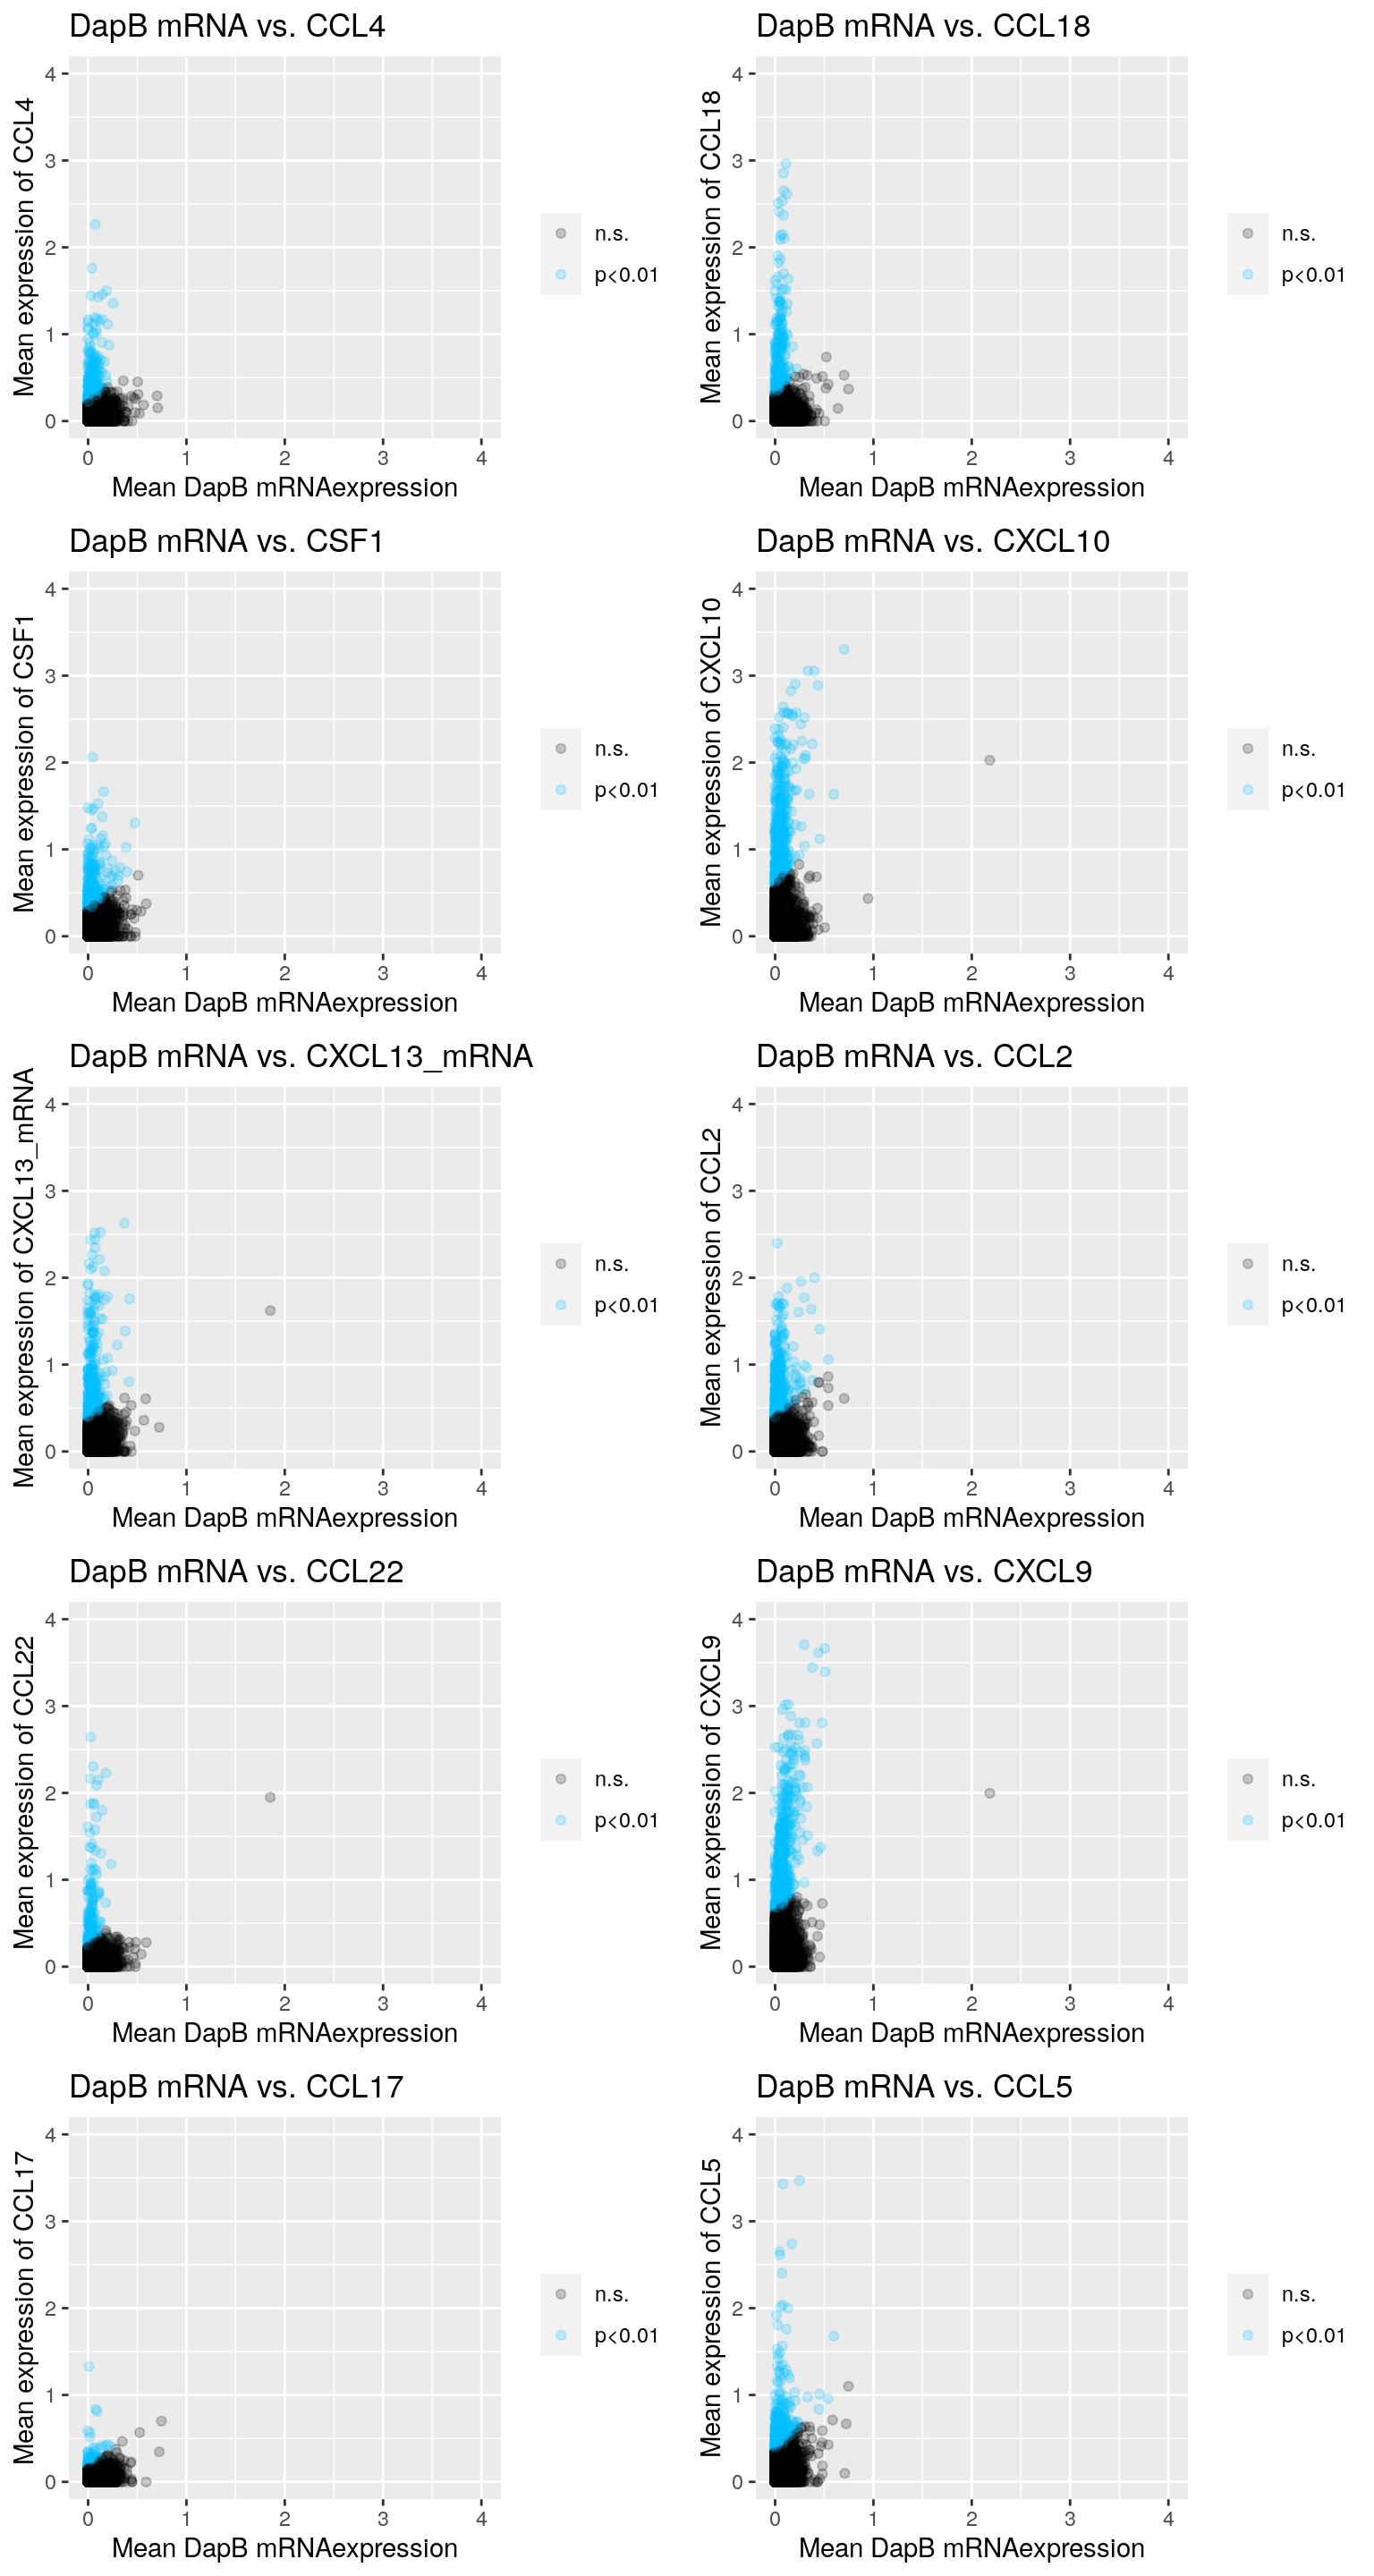 DapB mRNA vs. CCL4
Mean expression of CCL4
4
3
2
1
0
0 1 2 3 4
Mean DapB mRNAexpression
n.s.
p<0.01
DapB mRNA vs. CCL18
Mean expression of CCL18
4
3
2
1
0
0 1 2 3 4
Mean DapB mRNAexpression
n.s.
p<0.01
DapB mRNA vs. CSF1
Mean expression of CSF1
4
3
2
1
0
0 1 2 3 4
Mean DapB mRNAexpression
n.s.
p<0.01
DapB mRNA vs. CXCL10
Mean expression of CXCL10
4
3
2
1
0
0 1 2 3 4
Mean DapB mRNAexpression
n.s.
p<0.01
DapB mRNA vs. CXCL13_mRNA
Mean expression of CXCL13_mRNA
4
3
2
1
0
0 1 2 3 4
Mean DapB mRNAexpression
n.s.
p<0.01
DapB mRNA vs. CCL2
Mean expression of CCL2
4
3
2
1
0
0 1 2 3 4
Mean DapB mRNAexpression
n.s.
p<0.01
DapB mRNA vs. CCL22
Mean expression of CCL22
4
3
2
1
0
0 1 2 3 4
Mean DapB mRNAexpression
n.s.
p<0.01
DapB mRNA vs. CXCL9
Mean expression of CXCL9
4
3
2
1
0
0 1 2 3 4
Mean DapB mRNAexpression
n.s.
p<0.01
DapB mRNA vs. CCL17
Mean expression of CCL17
4
3
2
1
0
0 1 2 3 4
Mean DapB mRNAexpression
n.s.
p<0.01
DapB mRNA vs. CCL5
Mean expression of CCL5
4
3
2
1
0
0 1 2 3 4
Mean DapB mRNAexpression
n.s.
p<0.01